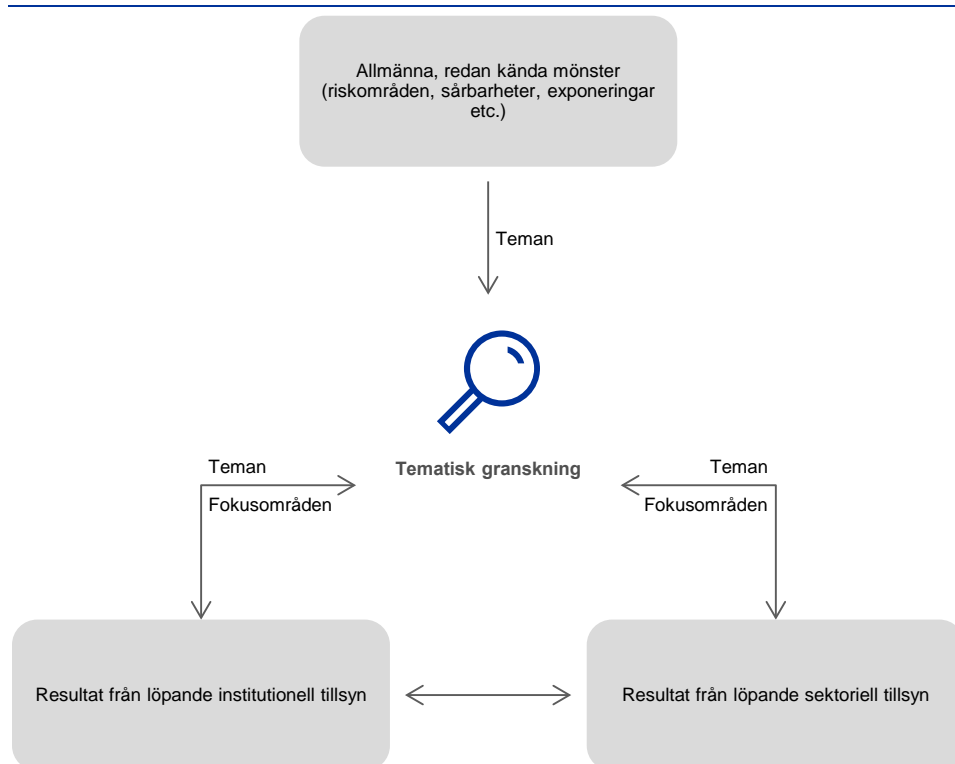 Allmänna, redan kända mönster
(riskområden, sårbarheter, exponeringar
etc.)
Teman
Tematisk granskning
Teman
Fokusområden
Teman
Fokusområden
Resultat från löpande institutionell tillsyn
Resultat från löpande sektoriell tillsyn